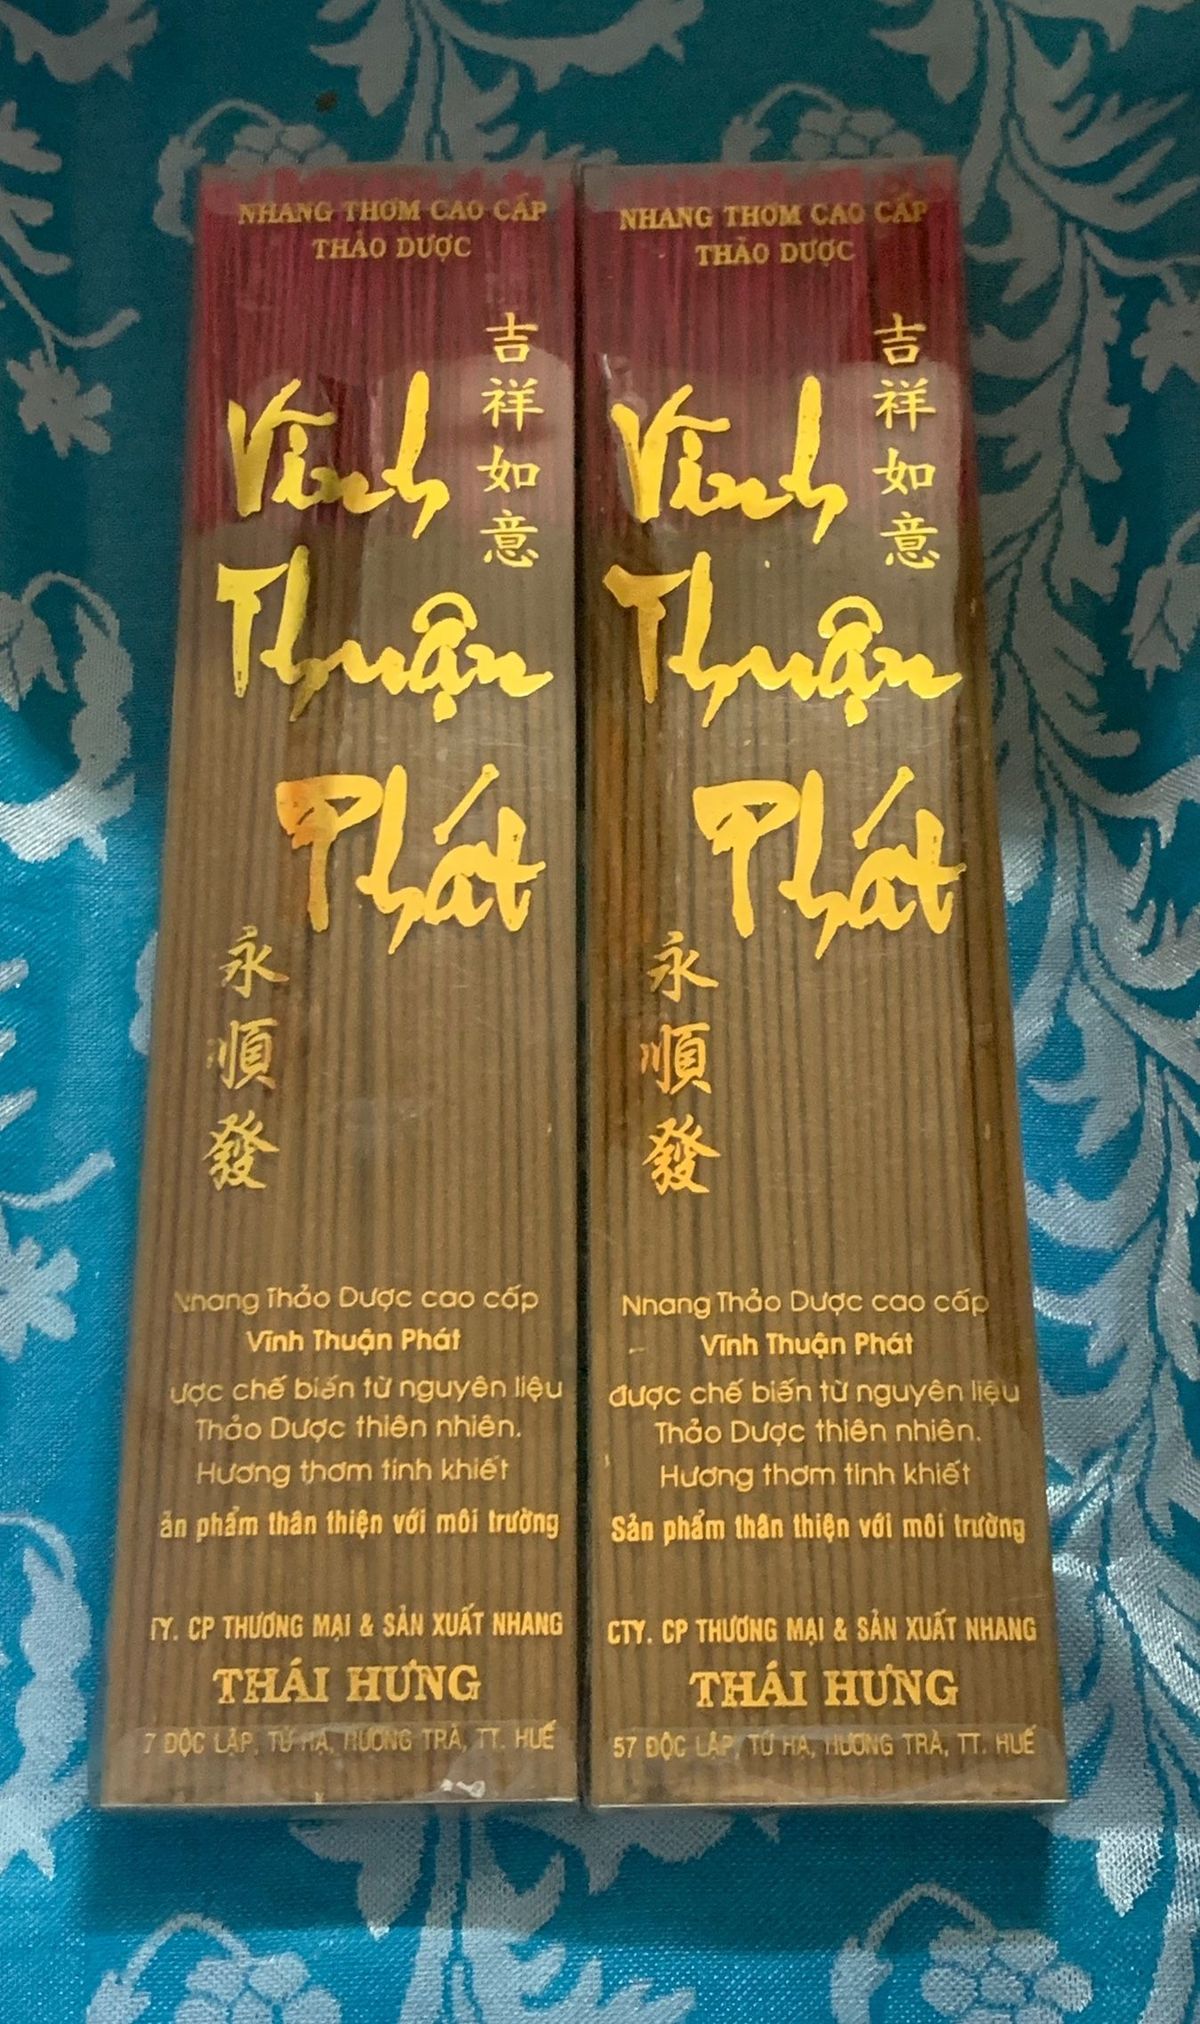 NHANG THƠM CAO CẤP
THẢO DƯỢC
吉祥如意
Vĩnh
Thuận
Phát
永順發
Nhang Thảo Dược cao cấp
Vĩnh Thuận Phát
ược chế biến từ nguyên liệu
Thảo Dược thiên nhiên.
Hương thơm tinh khiết
ản phẩm thân thiện với môi trường
TY. CP THƯƠNG MẠI & SẢN XUẤT NHANG
THÁI HƯNG
7 ĐỘC LẬP, TỨ HẠ, HƯƠNG TRÀ, TT. HUẾ
NHANG THƠM CAO CẤP
THẢO DƯỢC
吉祥如意
Vĩnh
Thuận
Phát
永順發
Nhang Thảo Dược cao cấp
Vĩnh Thuận Phát
được chế biến từ nguyên liệu
Thảo Dược thiên nhiên.
Hương thơm tinh khiết
Sản phẩm thân thiện với môi trường
CTY. CP THƯƠNG MẠI & SẢN XUẤT NHANG
THÁI HƯNG
57 ĐỘC LẬP, TỨ HẠ, HƯƠNG TRÀ, TT. HUẾ